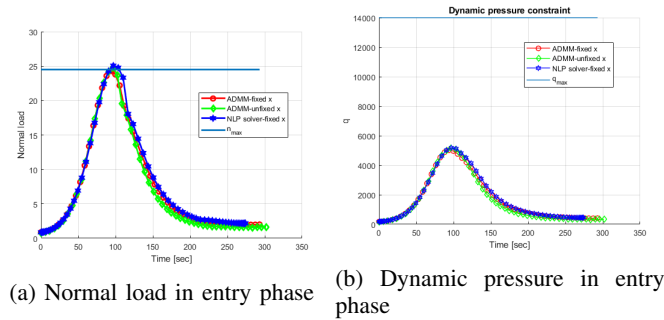 30
25
20
15
10
5
0
Normal load
0 50 100 150 200 250 300 350
Time [sec]
ADMM-fixed x
ADMM-unfixed x
NLP solver-fixed x
n_max
(a) Normal load in entry phase
Dynamic pressure constraint
14000
12000
10000
8000
6000
4000
2000
0
q
0 50 100 150 200 250 300 350
Time [sec]
ADMM-fixed x
ADMM-unfixed x
NLP solver-fixed x
q_max
(b) Dynamic pressure in entry
phase